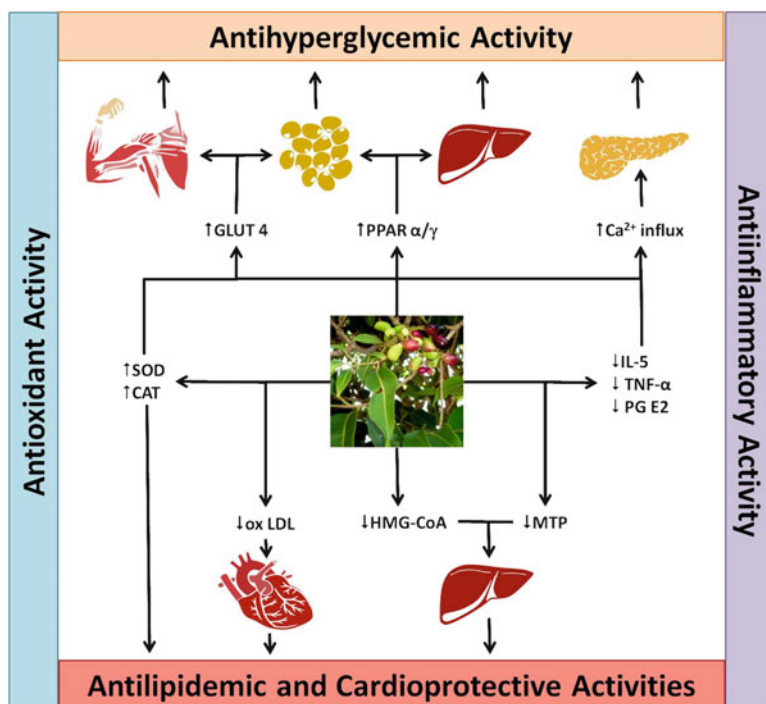 Antihyperglycemic Activity
Antioxidant Activity
Antiinflammatory Activity
↑GLUT 4
↑PPAR α/γ
↑Ca²⁺ influx
↑SOD
↑CAT
↓IL-5
↓ TNF-α
↓ PG E2
↓ox LDL
↓HMG-CoA
↓MTP
Antilipidemic and Cardioprotective Activities